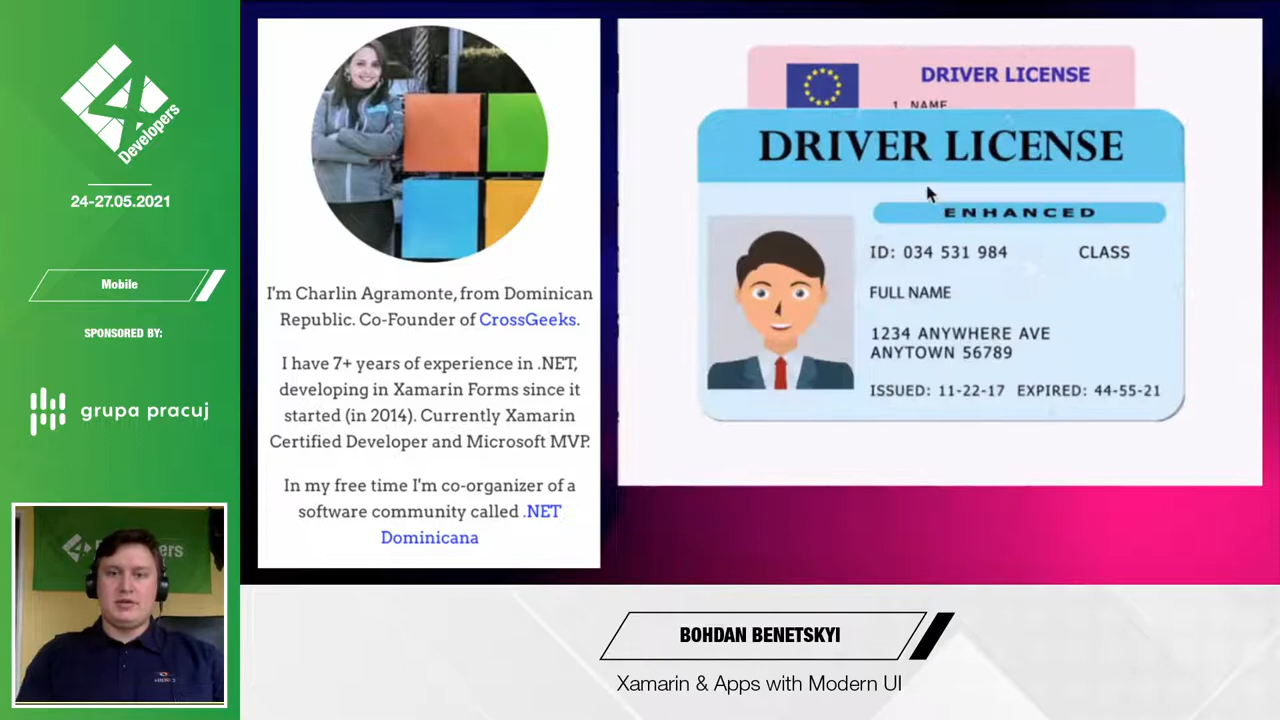 4
Developers
24-27.05.2021
Mobile
SPONSORED BY:
grupa pracuj
I'm Charlin Agramonte, from Dominican
Republic. Co-Founder of CrossGeeks.
I have 7+ years of experience in .NET,
developing in Xamarin Forms since it
started (in 2014). Currently Xamarin
Certified Developer and Microsoft MVP.
In my free time I'm co-organizer of a
software community called .NET
Dominicana
DRIVER LICENSE
1. NAME
DRIVER LICENSE
ENHANCED
ID: 034 531 984 CLASS
FULL NAME
1234 ANYWHERE AVE
ANYTOWN 56789
ISSUED: 11-22-17 EXPIRED: 44-55-21
BOHDAN BENETSKYI
Xamarin & Apps with Modern UI